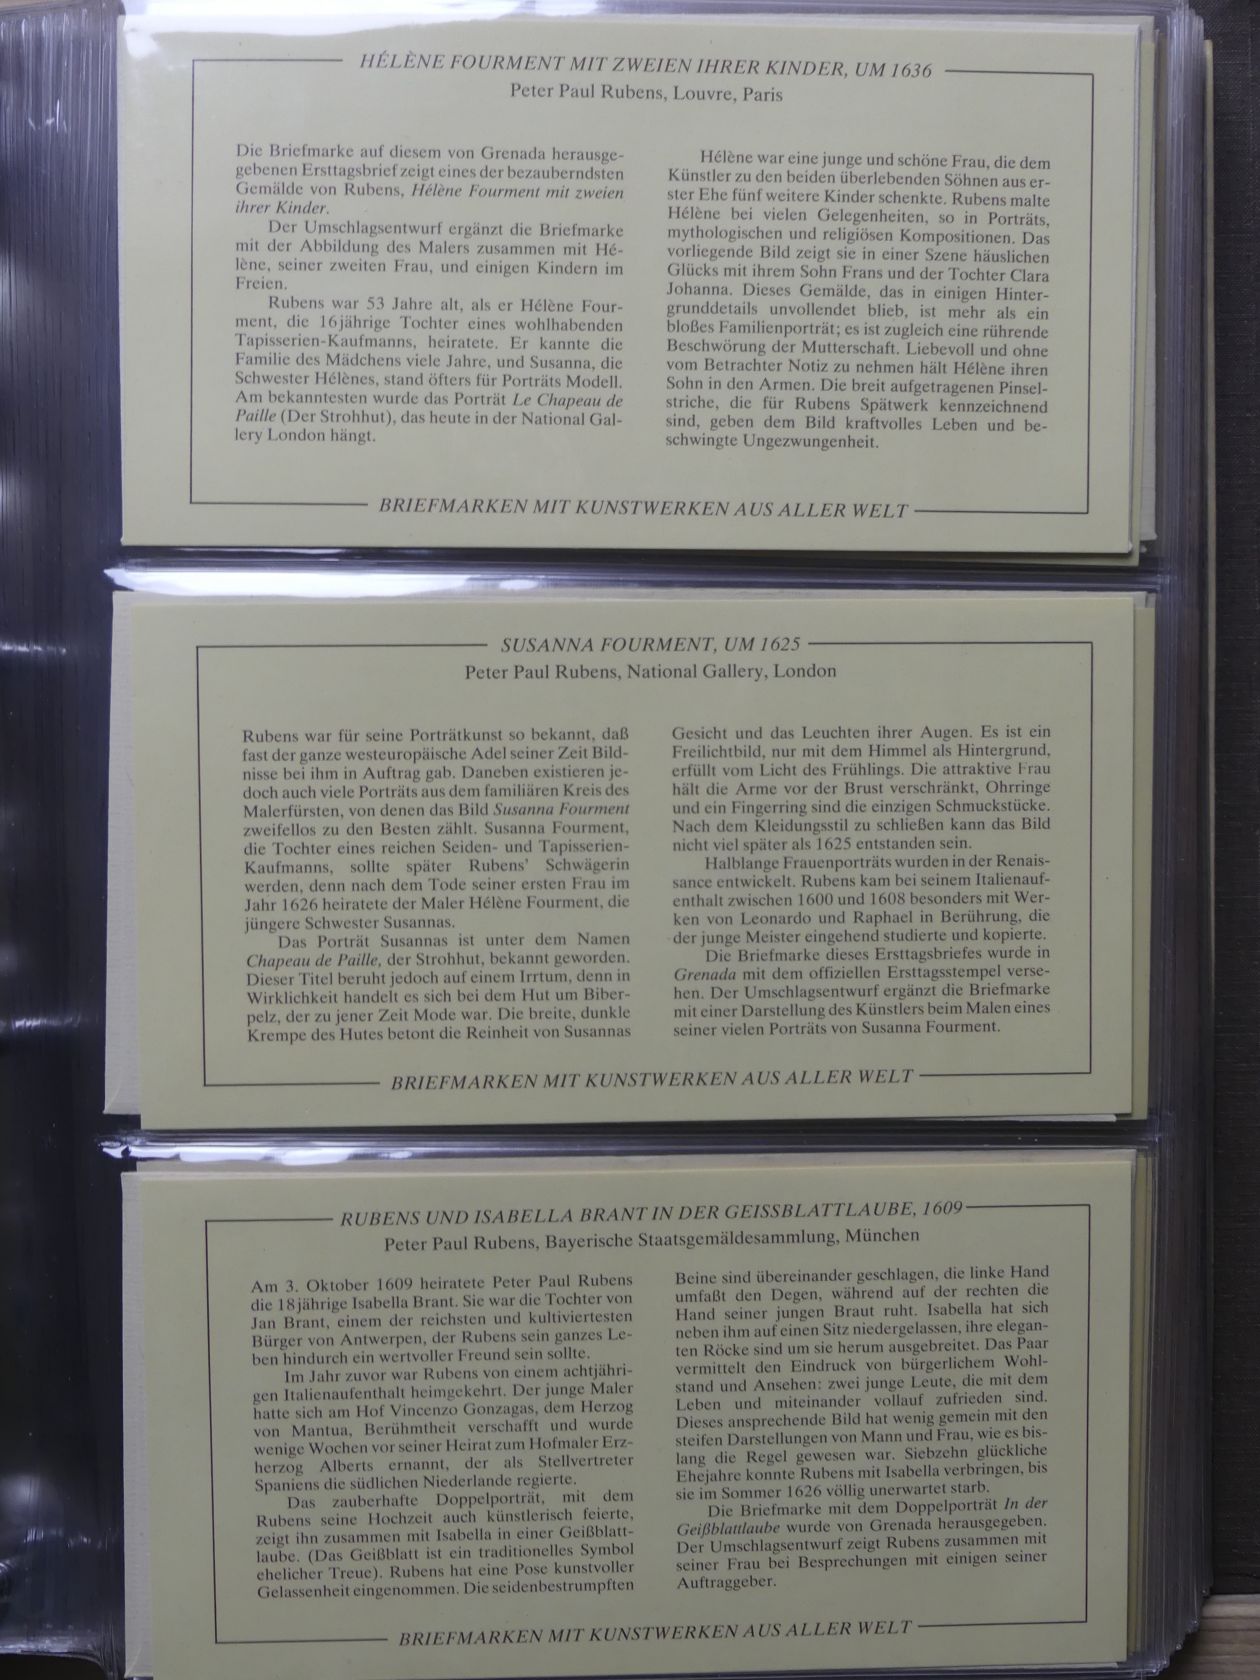 HÉLÈNE FOURMENT MIT ZWEIEN IHRER KINDER, UM 1636
Peter Paul Rubens, Louvre, Paris
Die Briefmarke auf diesem von Grenada herausge-
gebenen Ersttagsbrief zeigt eines der bezauberndsten
Gemälde von Rubens, Hélène Fourment mit zweien
ihrer Kinder.
Der Umschlagsentwurf ergänzt die Briefmarke
mit der Abbildung des Malers zusammen mit Hé-
lène, seiner zweiten Frau, und einigen Kindern im
Freien.
Rubens war 53 Jahre alt, als er Hélène Four-
ment, die 16jährige Tochter eines wohlhabenden
Tapisserien-Kaufmanns, heiratete. Er kannte die
Familie des Mädchens viele Jahre, und Susanna, die
Schwester Hélènes, stand öfters für Porträts Modell.
Am bekanntesten wurde das Porträt Le Chapeau de
Paille (Der Strohhut), das heute in der National Gal-
lery London hängt.
Hélène war eine junge und schöne Frau, die dem
Künstler zu den beiden überlebenden Söhnen aus er-
ster Ehe fünf weitere Kinder schenkte. Rubens malte
Hélène bei vielen Gelegenheiten, so in Porträts,
mythologischen und religiösen Kompositionen. Das
vorliegende Bild zeigt sie in einer Szene häuslichen
Glücks mit ihrem Sohn Frans und der Tochter Clara
Johanna. Dieses Gemälde, das in einigen Hinter-
grunddetails unvollendet blieb, ist mehr als ein
bloßes Familienporträt; es ist zugleich eine rührende
Beschwörung der Mutterschaft. Liebevoll und ohne
vom Betrachter Notiz zu nehmen hält Hélène ihren
Sohn in den Armen. Die breit aufgetragenen Pinsel-
striche, die für Rubens Spätwerk kennzeichnend
sind, geben dem Bild kraftvolles Leben und be-
schwingte Ungezwungenheit.
BRIEFMARKEN MIT KUNSTWERKEN AUS ALLER WELT
SUSANNA FOURMENT, UM 1625
Peter Paul Rubens, National Gallery, London
Rubens war für seine Porträtkunst so bekannt, daß
fast der ganze westeuropäische Adel seiner Zeit Bild-
nisse bei ihm in Auftrag gab. Daneben existieren je-
doch auch viele Porträts aus dem familiären Kreis des
Malerfürsten, von denen das Bild Susanna Fourment
zweifellos zu den Besten zählt. Susanna Fourment,
die Tochter eines reichen Seiden- und Tapisserien-
Kaufmanns, sollte später Rubens' Schwägerin
werden, denn nach dem Tode seiner ersten Frau im
Jahr 1626 heiratete der Maler Hélène Fourment, die
jüngere Schwester Susannas.
Das Porträt Susannas ist unter dem Namen
Chapeau de Paille, der Strohhut, bekannt geworden.
Dieser Titel beruht jedoch auf einem Irrtum, denn in
Wirklichkeit handelt es sich bei dem Hut um Biber-
pelz, der zu jener Zeit Mode war. Die breite, dunkle
Krempe des Hutes betont die Reinheit von Susannas
Gesicht und das Leuchten ihrer Augen. Es ist ein
Freilichtbild, nur mit dem Himmel als Hintergrund,
erfüllt vom Licht des Frühlings. Die attraktive Frau
hält die Arme vor der Brust verschränkt, Ohrringe
und ein Fingerring sind die einzigen Schmuckstücke.
Nach dem Kleidungsstil zu schließen kann das Bild
nicht viel später als 1625 entstanden sein.
Halblange Frauenporträts wurden in der Renais-
sance entwickelt. Rubens kam bei seinem Italienauf-
enthalt zwischen 1600 und 1608 besonders mit Wer-
ken von Leonardo und Raphael in Berührung, die
der junge Meister eingehend studierte und kopierte.
Die Briefmarke dieses Ersttagsbriefes wurde in
Grenada mit dem offiziellen Ersttagsstempel verse-
hen. Der Umschlagsentwurf ergänzt die Briefmarke
mit einer Darstellung des Künstlers beim Malen eines
seiner vielen Porträts von Susanna Fourment.
BRIEFMARKEN MIT KUNSTWERKEN AUS ALLER WELT
RUBENS UND ISABELLA BRANT IN DER GEISSBLATTLAUBE, 1609
Peter Paul Rubens, Bayerische Staatsgemäldesammlung, München
Am 3. Oktober 1609 heiratete Peter Paul Rubens
die 18jährige Isabella Brant. Sie war die Tochter von
Jan Brant, einem der reichsten und kultiviertesten
Bürger von Antwerpen, der Rubens sein ganzes Le-
ben hindurch ein wertvoller Freund sein sollte.
Im Jahr zuvor war Rubens von einem achtjähri-
gen Italienaufenthalt heimgekehrt. Der junge Maler
hatte sich am Hof Vincenzo Gonzagas, dem Herzog
von Mantua, Berühmtheit verschafft und wurde
wenige Wochen vor seiner Heirat zum Hofmaler Erz-
herzog Alberts ernannt, der als Stellvertreter
Spaniens die südlichen Niederlande regierte.
Das zauberhafte Doppelporträt, mit dem
Rubens seine Hochzeit auch künstlerisch feierte,
zeigt ihn zusammen mit Isabella in einer Geißblatt-
laube. (Das Geißblatt ist ein traditionelles Symbol
ehelicher Treue). Rubens hat eine Pose kunstvoller
Gelassenheit eingenommen. Die seidenbestrumpften
Beine sind übereinander geschlagen, die linke Hand
umfaßt den Degen, während auf der rechten die
Hand seiner jungen Braut ruht. Isabella hat sich
neben ihm auf einen Sitz niedergelassen, ihre elegan-
ten Röcke sind um sie herum ausgebreitet. Das Paar
vermittelt den Eindruck von bürgerlichem Wohl-
stand und Ansehen: zwei junge Leute, die mit dem
Leben und miteinander vollauf zufrieden sind.
Dieses ansprechende Bild hat wenig gemein mit den
steifen Darstellungen von Mann und Frau, wie es bis-
lang die Regel gewesen war. Siebzehn glückliche
Ehejahre konnte Rubens mit Isabella verbringen, bis
sie im Sommer 1626 völlig unerwartet starb.
Die Briefmarke mit dem Doppelporträt In der
Geißblattlaube wurde von Grenada herausgegeben.
Der Umschlagsentwurf zeigt Rubens zusammen mit
seiner Frau bei Besprechungen mit einigen seiner
Auftraggeber.
BRIEFMARKEN MIT KUNSTWERKEN AUS ALLER WELT